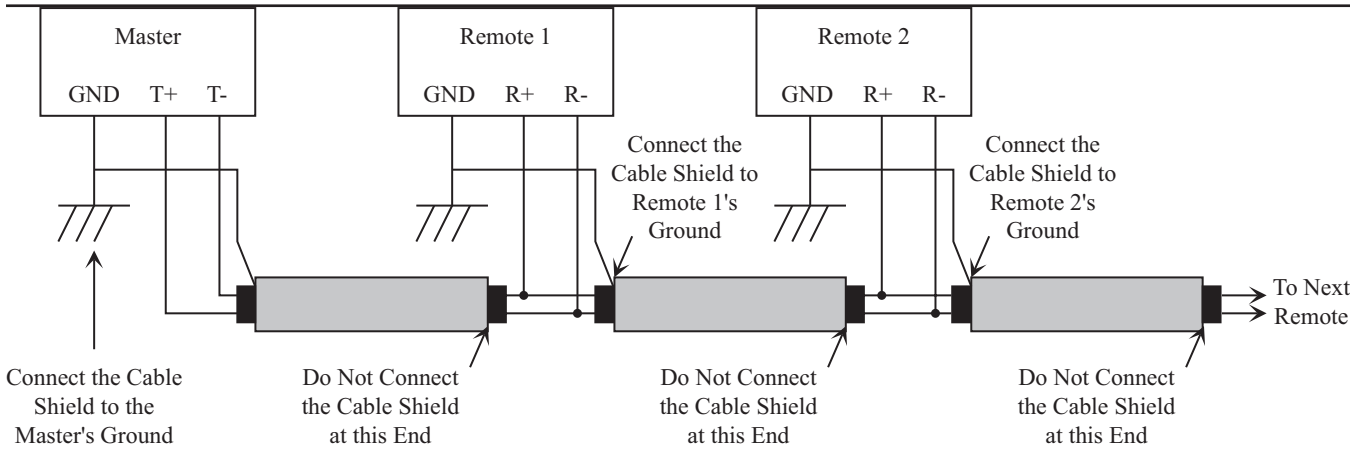 Master
GND T+ T-
Remote 1
GND R+ R-
Remote 2
GND R+ R-
Connect the
Cable Shield to
Remote 1's
Ground
Connect the
Cable Shield to
Remote 2's
Ground
To Next
Remote
Connect the Cable
Shield to the
Master's Ground
Do Not Connect
the Cable Shield
at this End
Do Not Connect
the Cable Shield
at this End
Do Not Connect
the Cable Shield
at this End